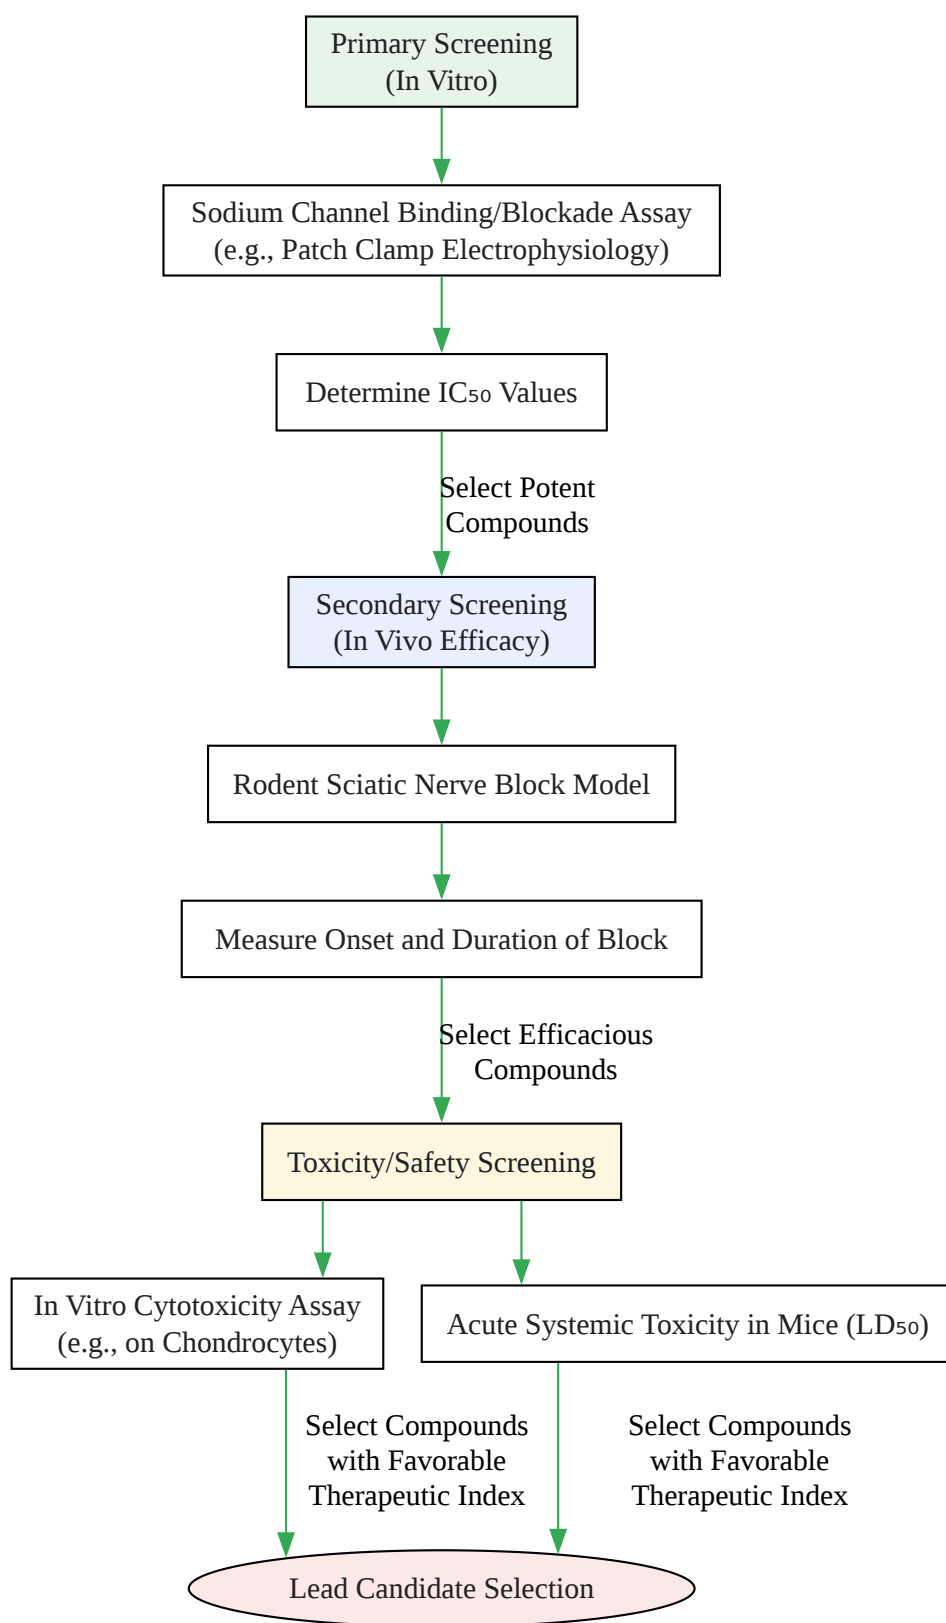 Primary Screening
(In Vitro)
Sodium Channel Binding/Blockade Assay
(e.g., Patch Clamp Electrophysiology)
Determine IC₅₀ Values
Select Potent
Compounds
Secondary Screening
(In Vivo Efficacy)
Rodent Sciatic Nerve Block Model
Measure Onset and Duration of Block
Select Efficacious
Compounds
Toxicity/Safety Screening
In Vitro Cytotoxicity Assay
(e.g., on Chondrocytes)
Acute Systemic Toxicity in Mice (LD₅₀)
Select Compounds
with Favorable
Therapeutic Index
Select Compounds
with Favorable
Therapeutic Index
Lead Candidate Selection